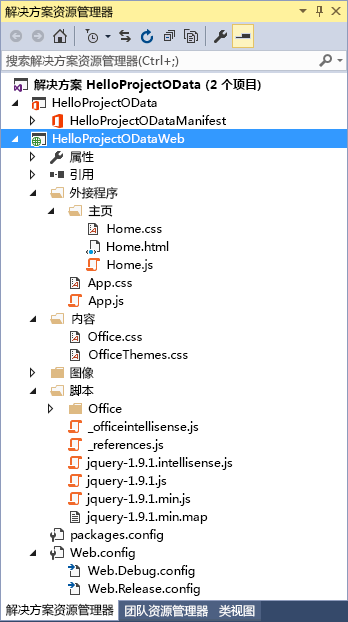 解决方案资源管理器
搜索解决方案资源管理器(Ctrl+;)
解决方案 HelloProjectOData (2 个项目)
HelloProjectOData
HelloProjectODataManifest
HelloProjectODataWeb
属性
引用
外接程序
主页
Home.css
Home.html
Home.js
App.css
App.js
内容
Office.css
OfficeThemes.css
图像
脚本
Office
_officeintellisense.js
_references.js
jquery-1.9.1.intellisense.js
jquery-1.9.1.js
jquery-1.9.1.min.js
jquery-1.9.1.min.map
packages.config
Web.config
Web.Debug.config
Web.Release.config
解决方案资源管理器 团队资源管理器 类视图